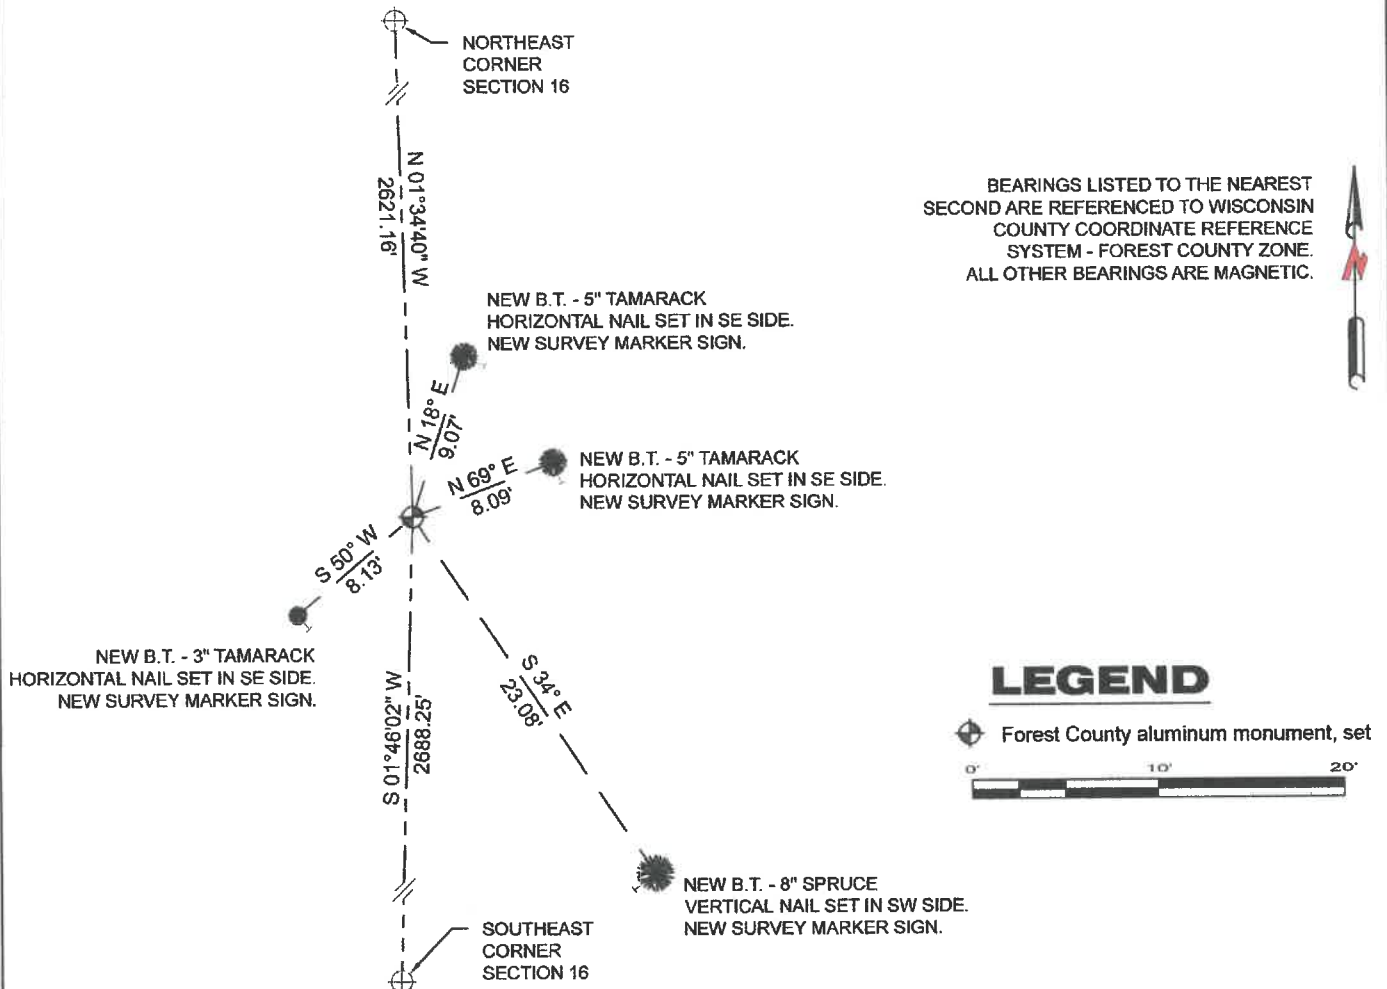 NORTHEAST
CORNER
SECTION 16
N 01°34'40" W
2621.16'
BEARINGS LISTED TO THE NEAREST
SECOND ARE REFERENCED TO WISCONSIN
COUNTY COORDINATE REFERENCE
SYSTEM - FOREST COUNTY ZONE.
ALL OTHER BEARINGS ARE MAGNETIC.
N
NEW B.T. - 5" TAMARACK
HORIZONTAL NAIL SET IN SE SIDE.
NEW SURVEY MARKER SIGN.
N 18° E
9.07'
N 69° E
8.09'
NEW B.T. - 5" TAMARACK
HORIZONTAL NAIL SET IN SE SIDE.
NEW SURVEY MARKER SIGN.
S 50° W
8.13'
NEW B.T. - 3" TAMARACK
HORIZONTAL NAIL SET IN SE SIDE.
NEW SURVEY MARKER SIGN.
S 01°46'02" W
2688.25'
S 34° E
23.08'
LEGEND
Forest County aluminum monument, set
0' 10' 20'
NEW B.T. - 8" SPRUCE
VERTICAL NAIL SET IN SW SIDE.
NEW SURVEY MARKER SIGN.
SOUTHEAST
CORNER
SECTION 16